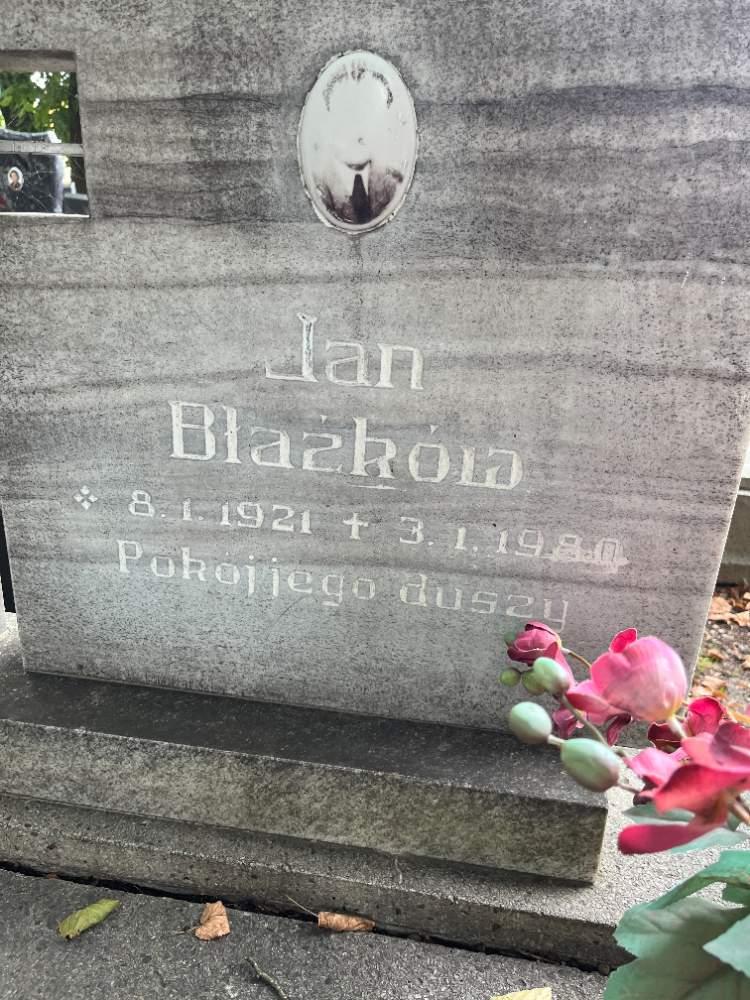 Jan
Błażków
8.1.1921 † 3.1.1980
Pokój jego duszy